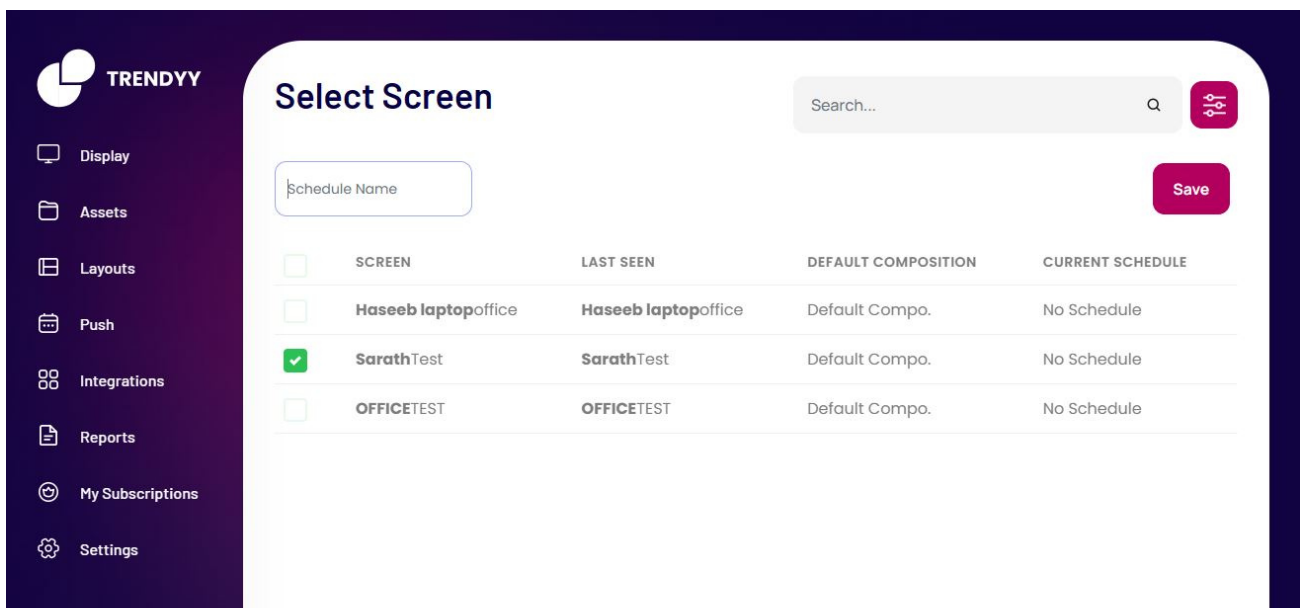 TRENDYY
Display
Assets
Layouts
Push
Integrations
Reports
My Subscriptions
Settings
Select Screen
Search...
Schedule Name
Save
SCREEN LAST SEEN DEFAULT COMPOSITION CURRENT SCHEDULE
Haseeb laptopoffice Haseeb laptopoffice Default Compo. No Schedule
SarathTest SarathTest Default Compo. No Schedule
OFFICETEST OFFICETEST Default Compo. No Schedule